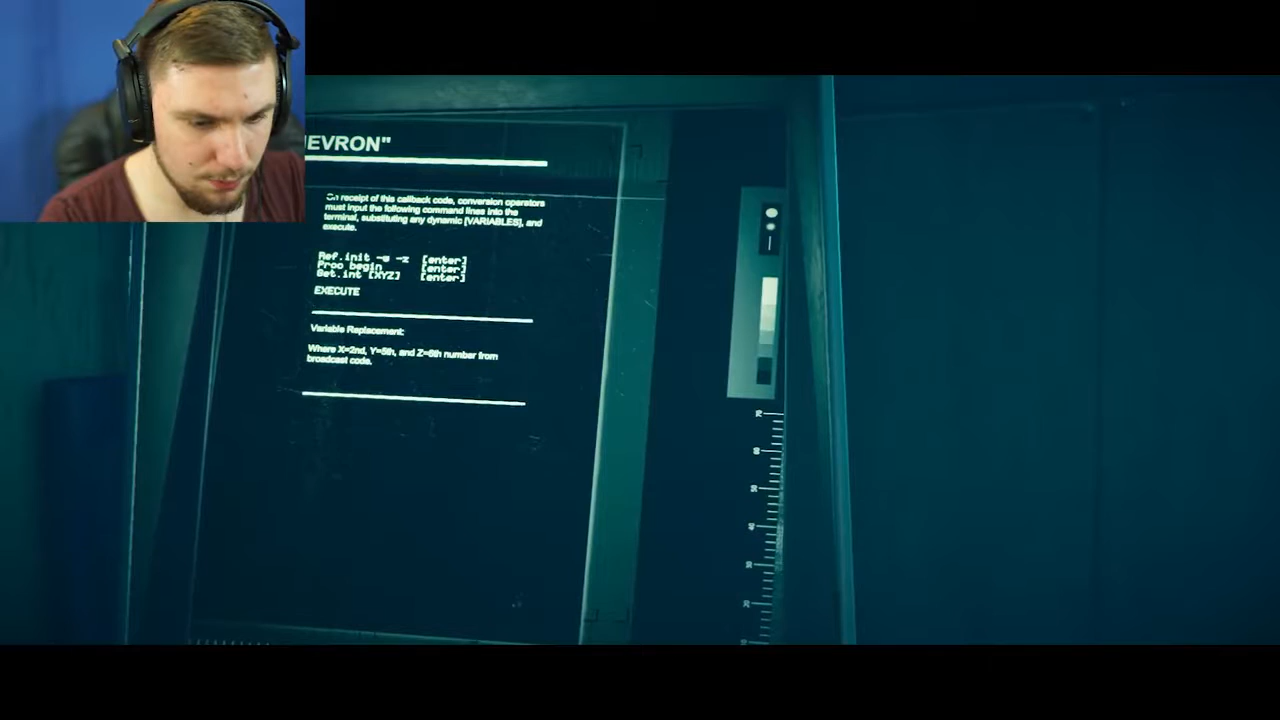 EVRON"
On receipt of this callback code, conversion operators
must input the following command lines into the
terminal, substituting any dynamic [VARIABLES], and
execute.
Ref.init -w -z [enter]
Proc begin [enter]
Get.int [XYZ] [enter]
EXECUTE
Variable Replacement:
Where X=2nd, Y=5th, and Z=6th number from
broadcast code.